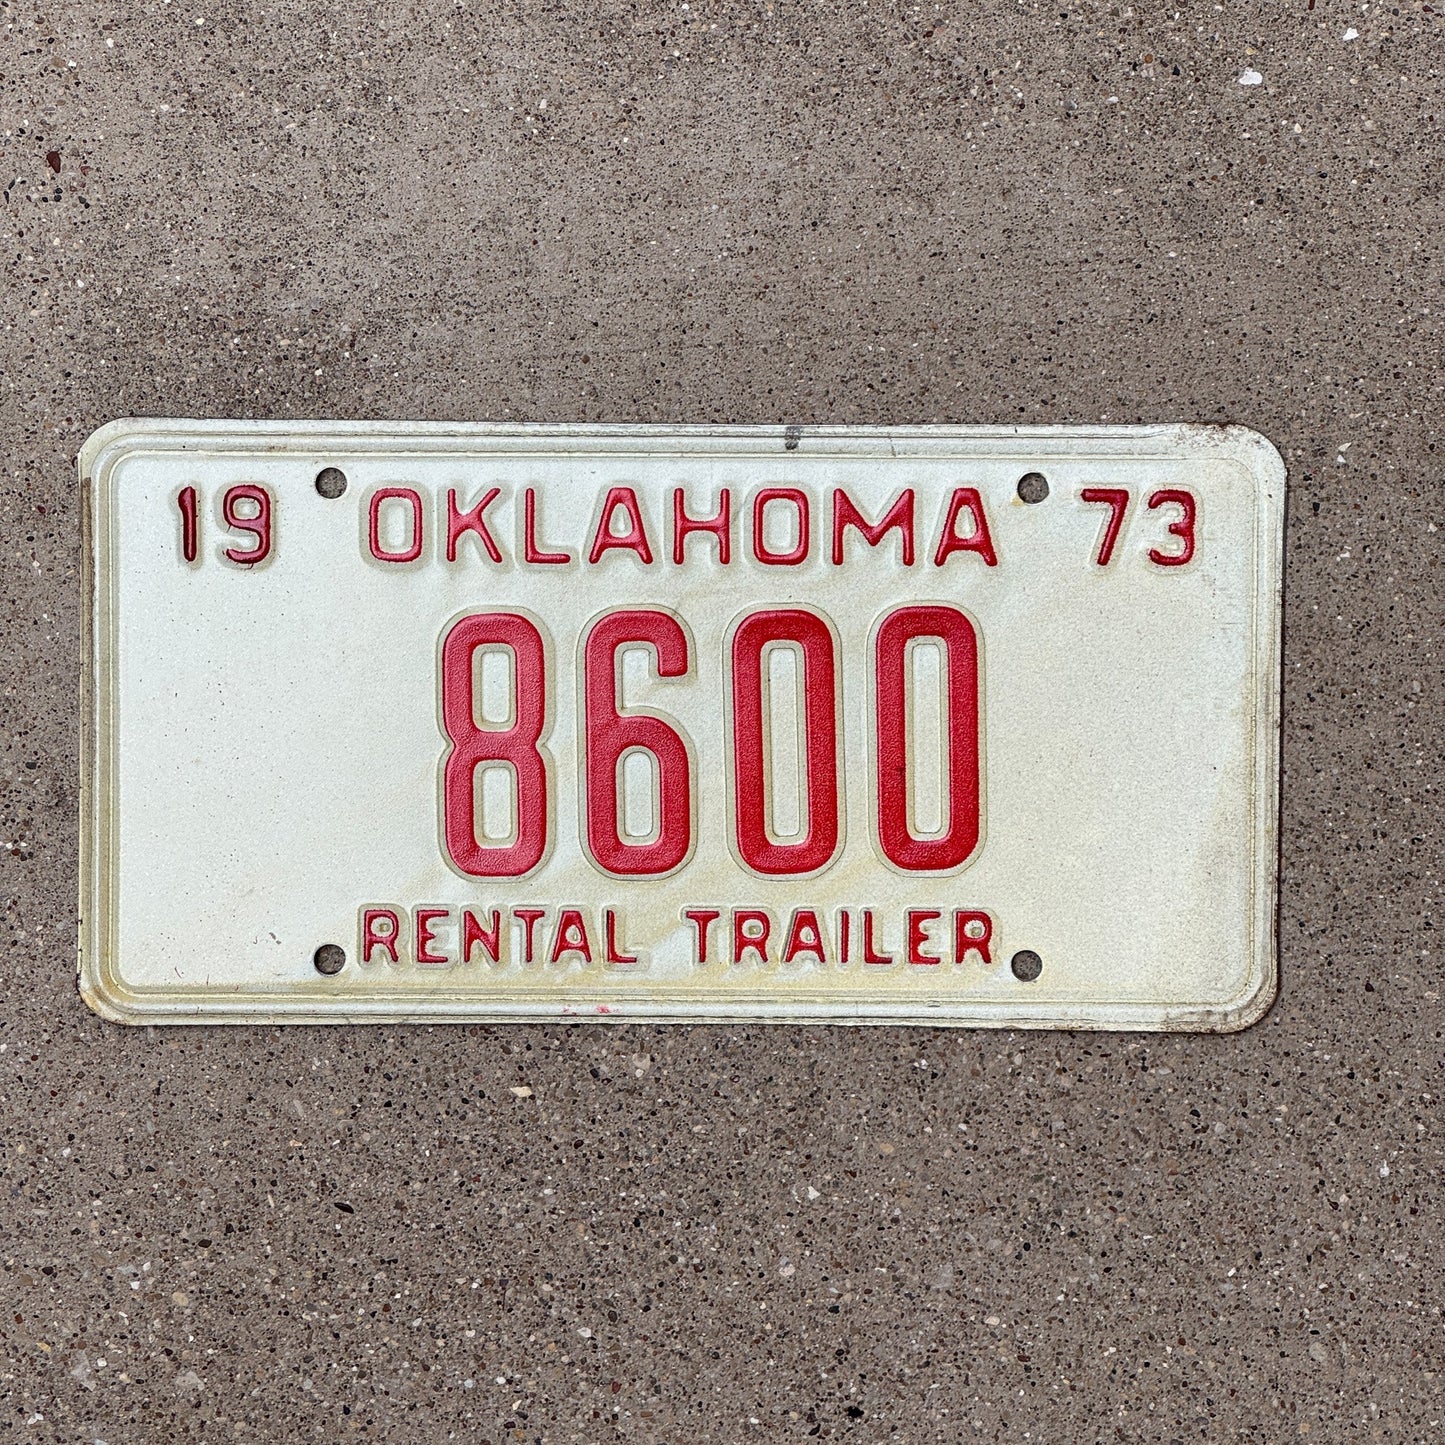 19 OKLAHOMA 73
8600
RENTAL TRAILER